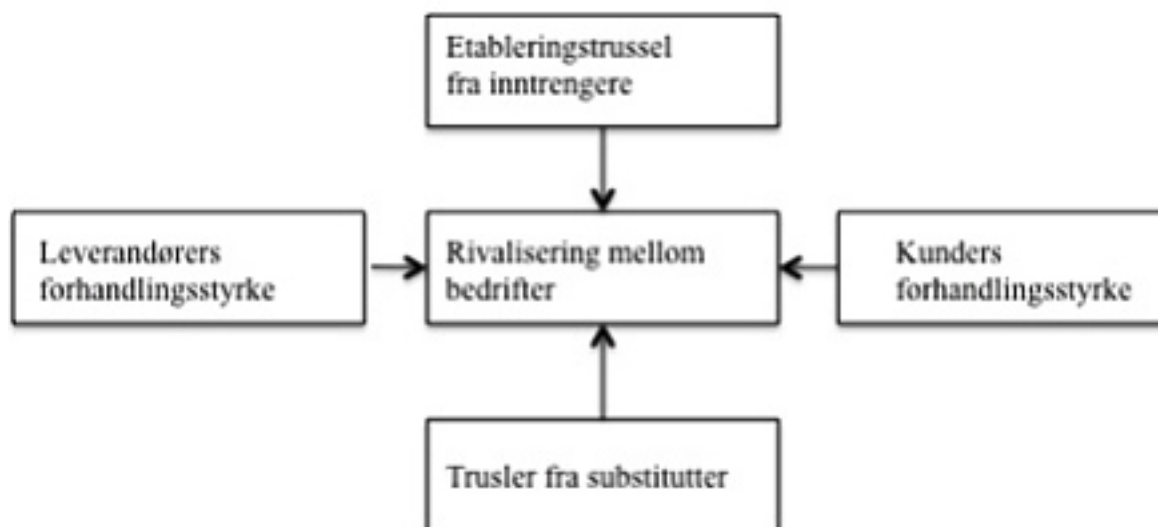 Etableringstrussel
fra inntrengere
Leverandørers
forhandlingsstyrke
Rivalisering mellom
bedrifter
Kunders
forhandlingsstyrke
Trusler fra substitutter